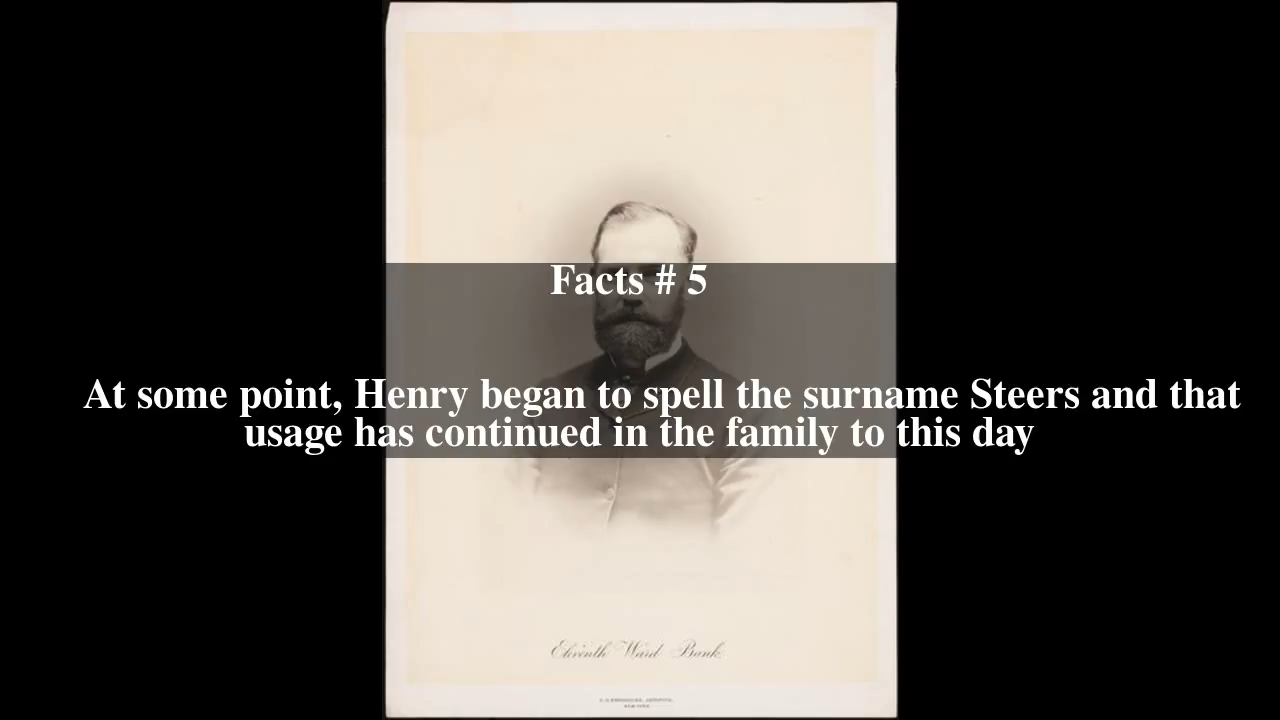 Facts # 5
At some point, Henry began to spell the surname Steers and that
usage has continued in the family to this day
Eleventh Ward Bank.